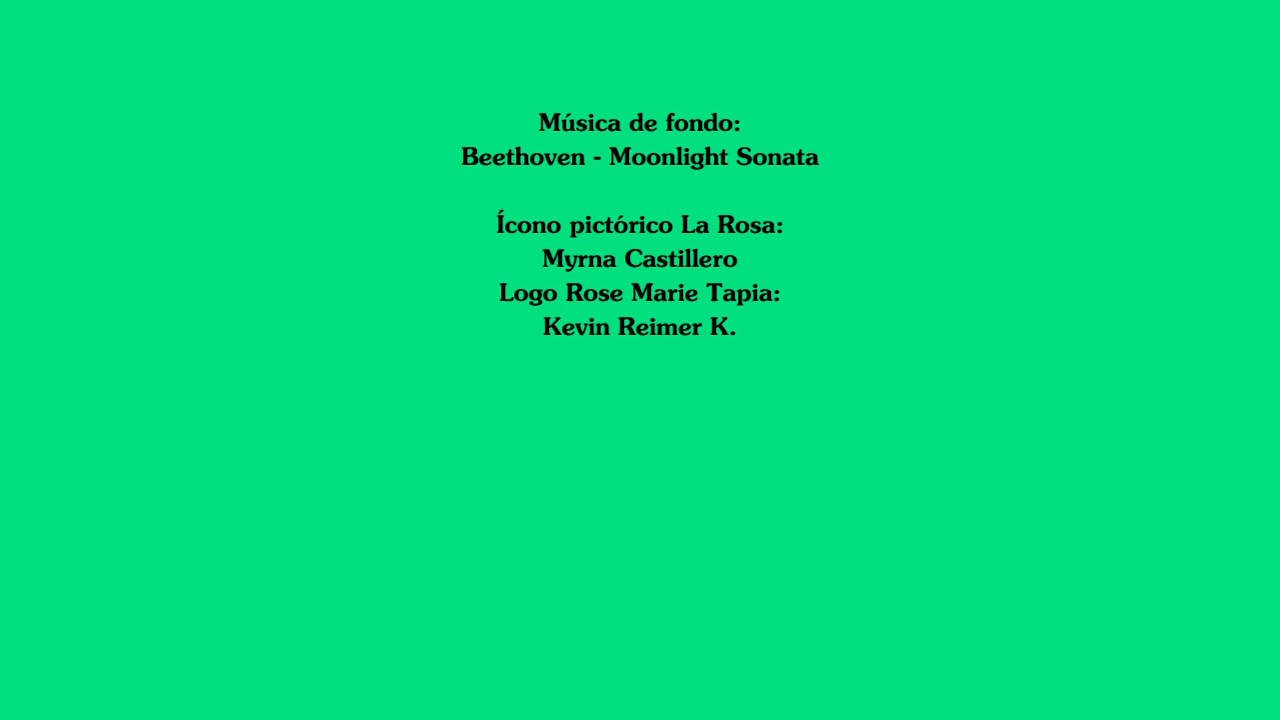 Música de fondo:
Beethoven - Moonlight Sonata
Ícono pictórico La Rosa:
Myrna Castillero
Logo Rose Marie Tapia:
Kevin Reimer K.